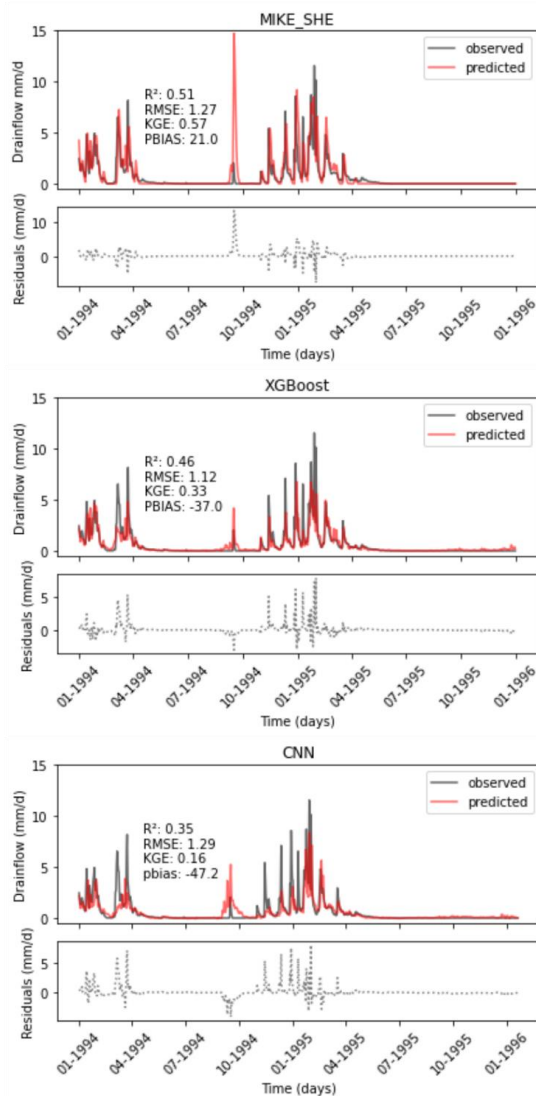 MIKE_SHE
15
10
5
0
Drainflow mm/d
observed
predicted
R²: 0.51
RMSE: 1.27
KGE: 0.57
PBIAS: 21.0
10
0
Residuals (mm/d)
01-1994
04-1994
07-1994
10-1994
01-1995
04-1995
07-1995
10-1995
01-1996
Time (days)
XGBoost
15
10
5
0
Drainflow (mm/d)
observed
predicted
R²: 0.46
RMSE: 1.12
KGE: 0.33
PBIAS: -37.0
5
0
Residuals (mm/d)
01-1994
04-1994
07-1994
10-1994
01-1995
04-1995
07-1995
10-1995
01-1996
Time (days)
CNN
15
10
5
0
Drainflow (mm/d)
observed
predicted
R²: 0.35
RMSE: 1.29
KGE: 0.16
pbias: -47.2
5
0
Residuals (mm/d)
01-1994
04-1994
07-1994
10-1994
01-1995
04-1995
07-1995
10-1995
01-1996
Time (days)